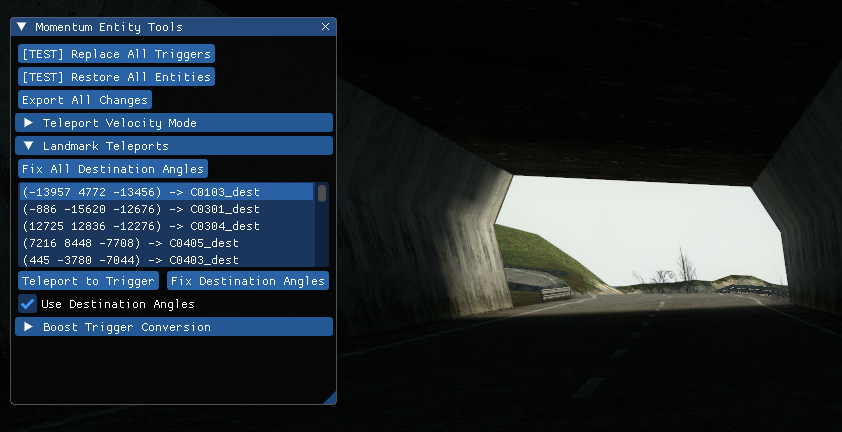 Momentum Entity Tools
[TEST] Replace All Triggers
[TEST] Restore All Entities
Export All Changes
Teleport Velocity Mode
Landmark Teleports
Fix All Destination Angles
(-13957 4772 -13456) -> C0103_dest
(-886 -15620 -12676) -> C0301_dest
(12725 12836 -12276) -> C0304_dest
(7216 8448 -7708) -> C0405_dest
(445 -3780 -7044) -> C0403_dest
Teleport to Trigger Fix Destination Angles
Use Destination Angles
Boost Trigger Conversion